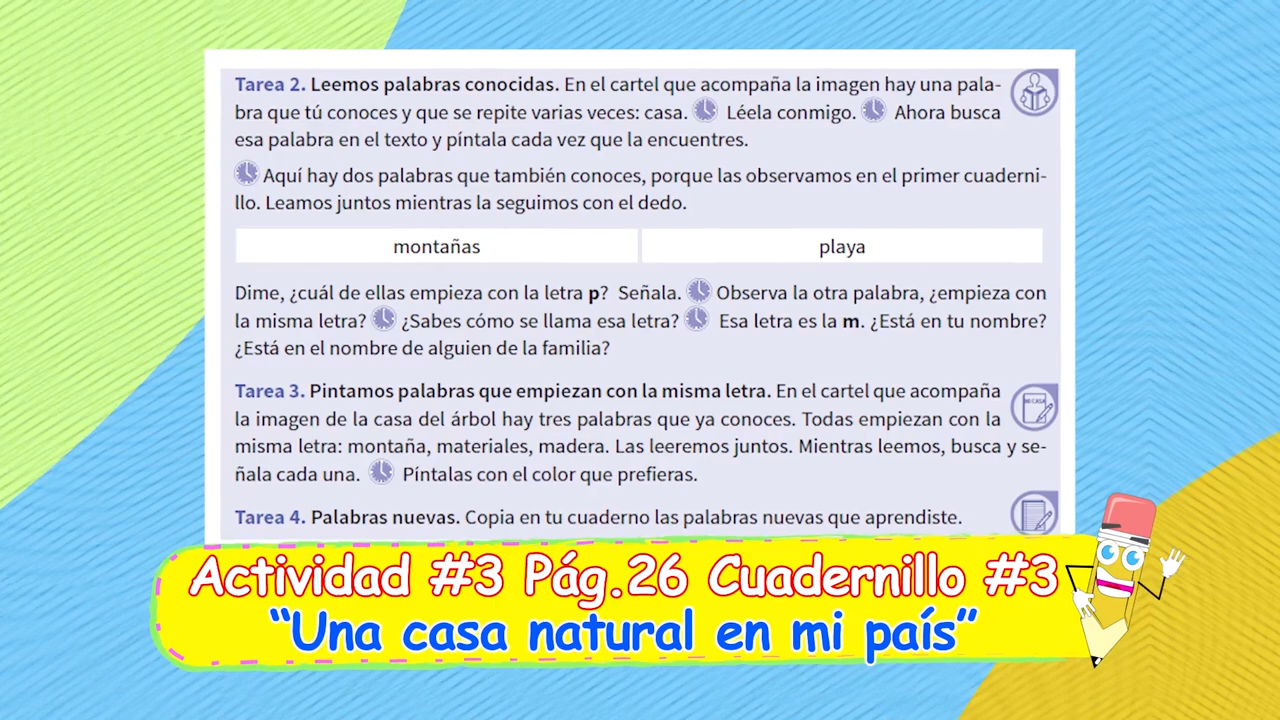 Tarea 2. Leemos palabras conocidas. En el cartel que acompaña la imagen hay una pala-
bra que tú conoces y que se repite varias veces: casa. Léela conmigo. Ahora busca
esa palabra en el texto y píntala cada vez que la encuentres.
Aquí hay dos palabras que también conoces, porque las observamos en el primer cuaderni-
llo. Leamos juntos mientras la seguimos con el dedo.
montañas playa
Dime, ¿cuál de ellas empieza con la letra p? Señala. Observa la otra palabra, ¿empieza con
la misma letra? ¿Sabes cómo se llama esa letra? Esa letra es la m. ¿Está en tu nombre?
¿Está en el nombre de alguien de la familia?
Tarea 3. Pintamos palabras que empiezan con la misma letra. En el cartel que acompaña
la imagen de la casa del árbol hay tres palabras que ya conoces. Todas empiezan con la
misma letra: montaña, materiales, madera. Las leeremos juntos. Mientras leemos, busca y se-
ñala cada una. Píntalas con el color que prefieras.
MI CASA
Tarea 4. Palabras nuevas. Copia en tu cuaderno las palabras nuevas que aprendiste.
Actividad #3 Pág.26 Cuadernillo #3
“Una casa natural en mi país”